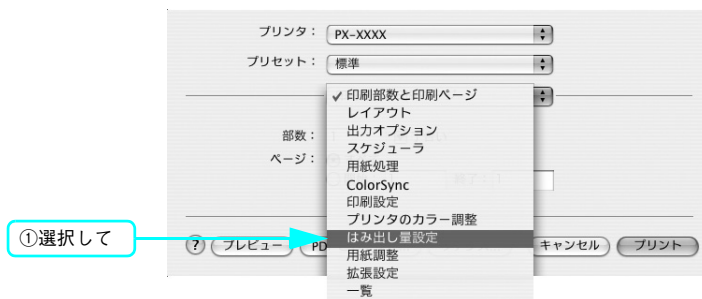 プリンタ： PX-XXXX
プリセット： 標準
✓ 印刷部数と印刷ページ
レイアウト
部数： 出力オプション
スケジューラ
ページ： 用紙処理
ColorSync
印刷設定
プリンタのカラー調整
①選択して
? プレビュー PD はみ出し量設定 キャンセル プリント
用紙調整
拡張設定
一覧